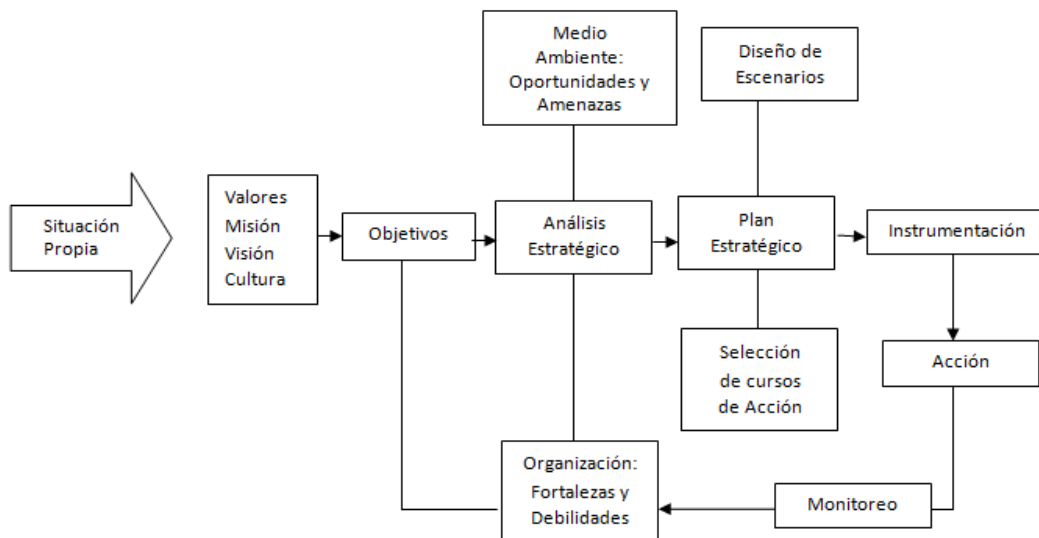 Medio
Ambiente:
Oportunidades y
Amenazas
Diseño de
Escenarios
Situación
Propia
Valores
Misión
Visión
Cultura
Objetivos
Análisis
Estratégico
Plan
Estratégico
Instrumentación
Selección
de cursos
de Acción
Acción
Organización:
Fortalezas y
Debilidades
Monitoreo